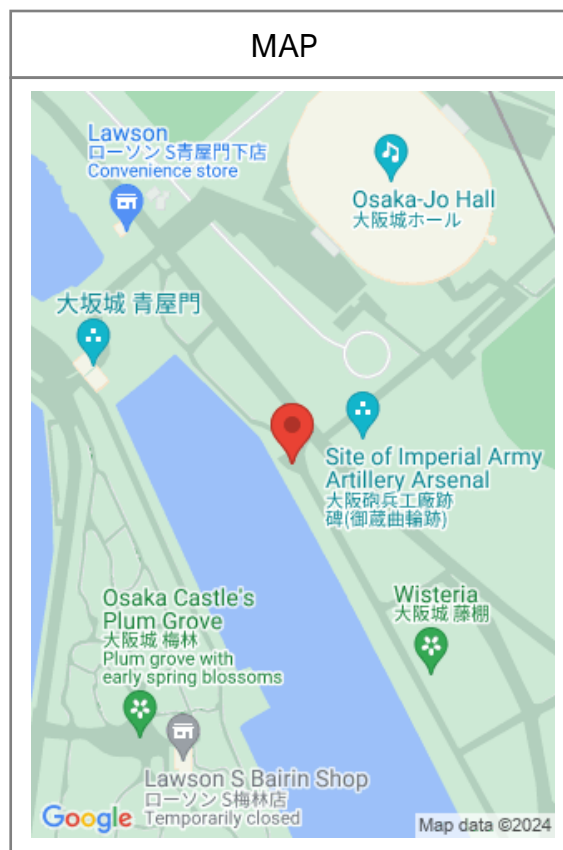 MAP
Lawson
ローソン S青屋門下店
Convenience store
Osaka-Jo Hall
大阪城ホール
大坂城 青屋門
Site of Imperial Army
Artillery Arsenal
大阪砲兵工廠跡
碑(御蔵曲輪跡)
Osaka Castle's
Plum Grove
大阪城 梅林
Plum grove with
early spring blossoms
Wisteria
大阪城 藤棚
Lawson S Bairin Shop
ローソン S梅林店
Temporarily closed
Google
Map data ©2024